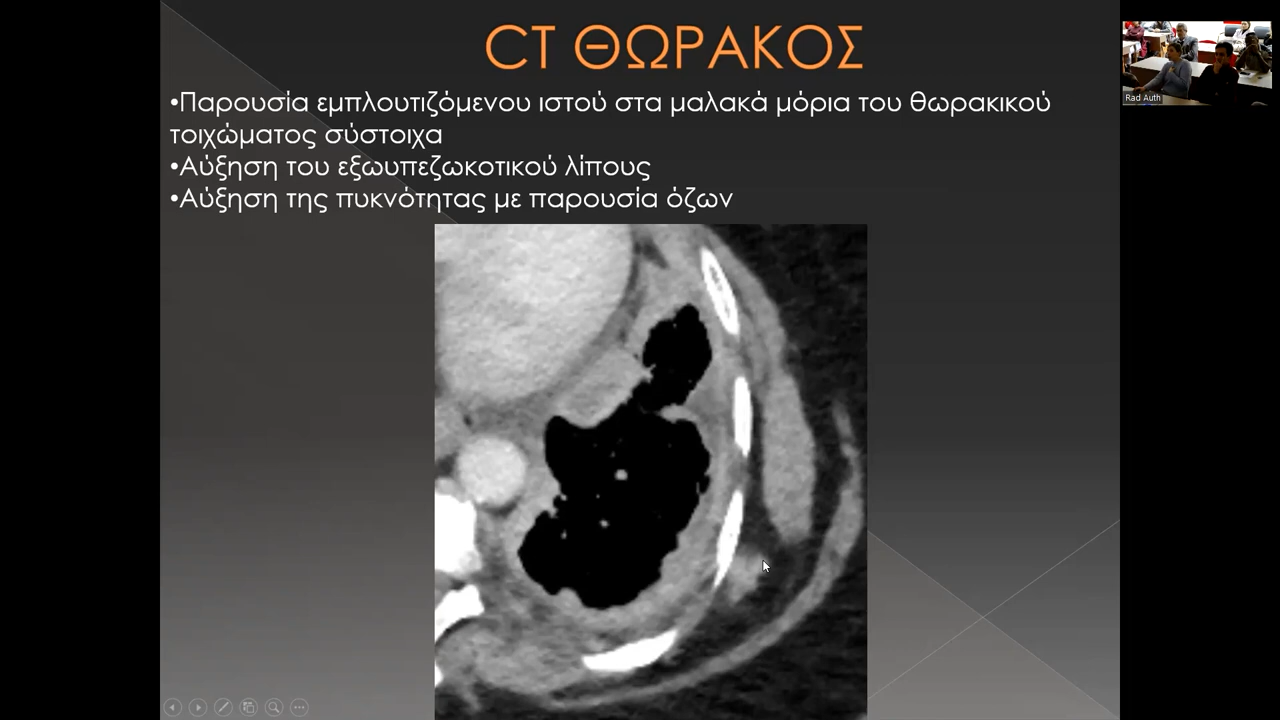 CT ΘΩΡΑΚΟΣ
•Παρουσία εμπλουτιζόμενου ιστού στα μαλακά μόρια του θωρακικού
τοιχώματος σύστοιχα
•Αύξηση του εξωυπεζωκοτικού λίπους
•Αύξηση της πυκνότητας με παρουσία όζων
Rad Auth